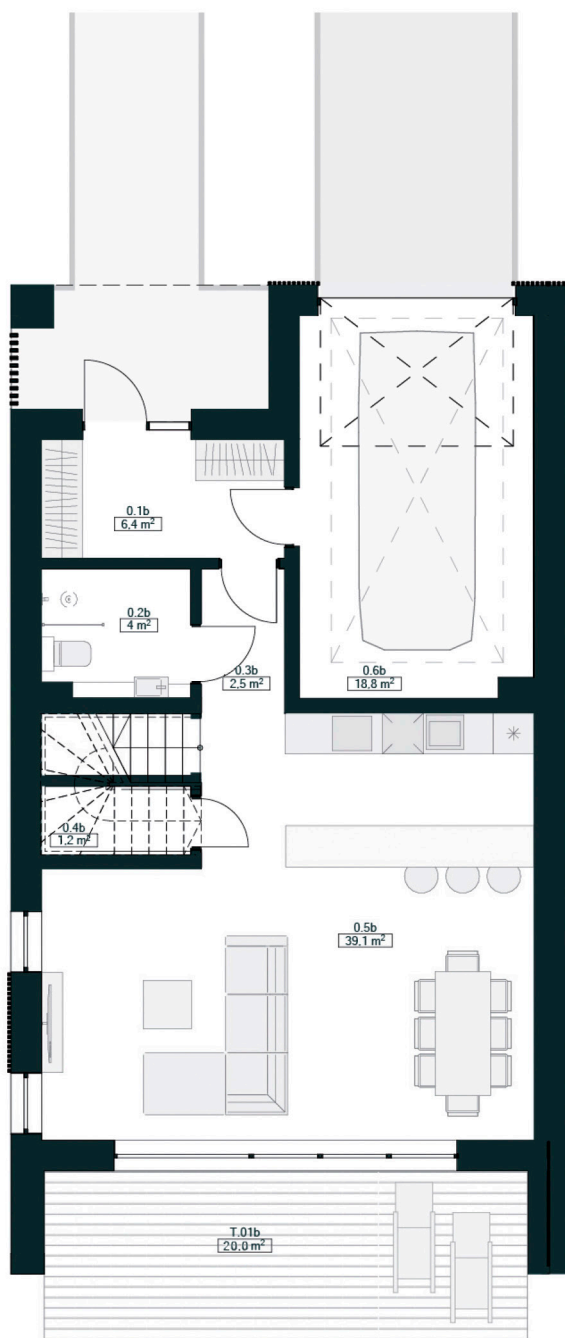 0.1b
6,4 m²
0.2b
4 m²
0.3b
2,5 m²
0.6b
18,8 m²
0.4b
1,2 m²
0.5b
39,1 m²
T.01b
20,0 m²